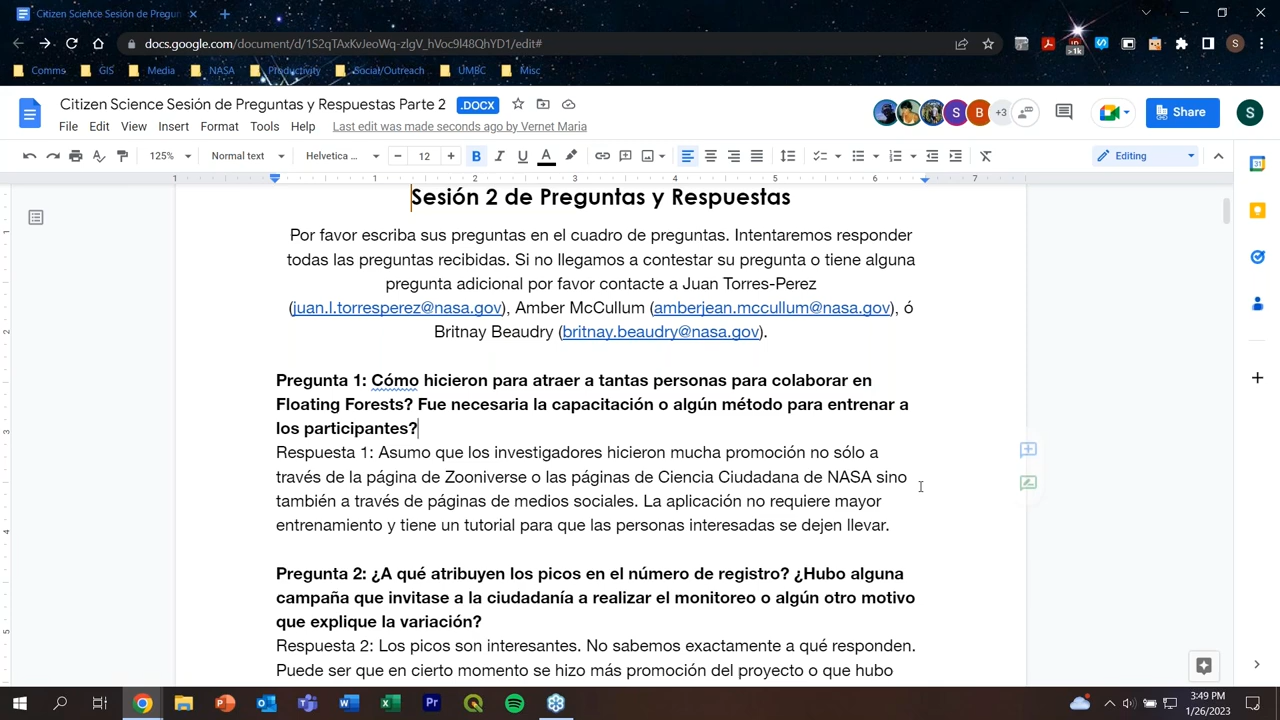 Citizen Science Sesión de Pregun
docs.google.com/document/d/1S2qTAxKvJeoWq-zlgV_hVoc9l48QhYD1/edit#
>1k
S
Comms GIS Media NASA Productivity Social/Outreach UMBC Misc
Citizen Science Sesión de Preguntas y Respuestas Parte 2 .DOCX
S B +3 Share S
File Edit View Insert Format Tools Help Last edit was made seconds ago by Vernet Maria
125% Normal text Helvetica ... 12 B I U A Editing
1 1 2 3 4 5 6 7
Sesión 2 de Preguntas y Respuestas
Por favor escriba sus preguntas en el cuadro de preguntas. Intentaremos responder
todas las preguntas recibidas. Si no llegamos a contestar su pregunta o tiene alguna
pregunta adicional por favor contacte a Juan Torres-Perez
(juan.l.torresperez@nasa.gov), Amber McCullum (amberjean.mccullum@nasa.gov), ó
Britnay Beaudry (britnay.beaudry@nasa.gov).
Pregunta 1: Cómo hicieron para atraer a tantas personas para colaborar en
Floating Forests? Fue necesaria la capacitación o algún método para entrenar a
los participantes?
Respuesta 1: Asumo que los investigadores hicieron mucha promoción no sólo a
través de la página de Zooniverse o las páginas de Ciencia Ciudadana de NASA sino
también a través de páginas de medios sociales. La aplicación no requiere mayor
entrenamiento y tiene un tutorial para que las personas interesadas se dejen llevar.
Pregunta 2: ¿A qué atribuyen los picos en el número de registro? ¿Hubo alguna
campaña que invitase a la ciudadanía a realizar el monitoreo o algún otro motivo
que explique la variación?
Respuesta 2: Los picos son interesantes. No sabemos exactamente a qué responden.
Puede ser que en cierto momento se hizo más promoción del proyecto o que hubo
3:49 PM
1/26/2023